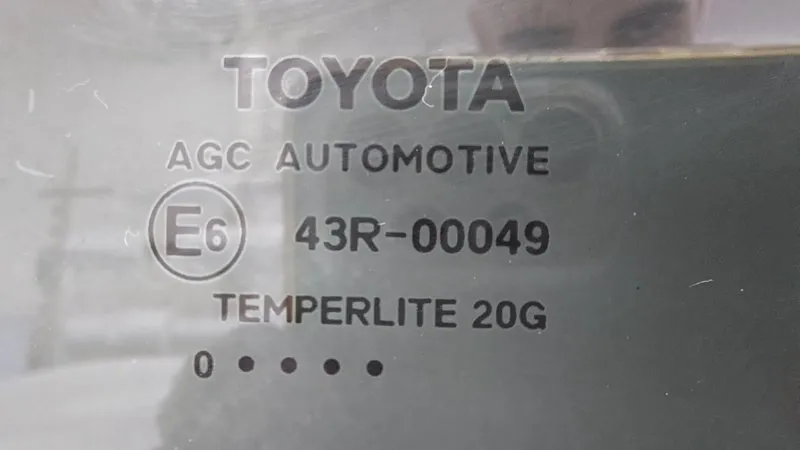 TOYOTA
AGC AUTOMOTIVE
E6 43R-00049
TEMPERLITE 20G
0 • • • •